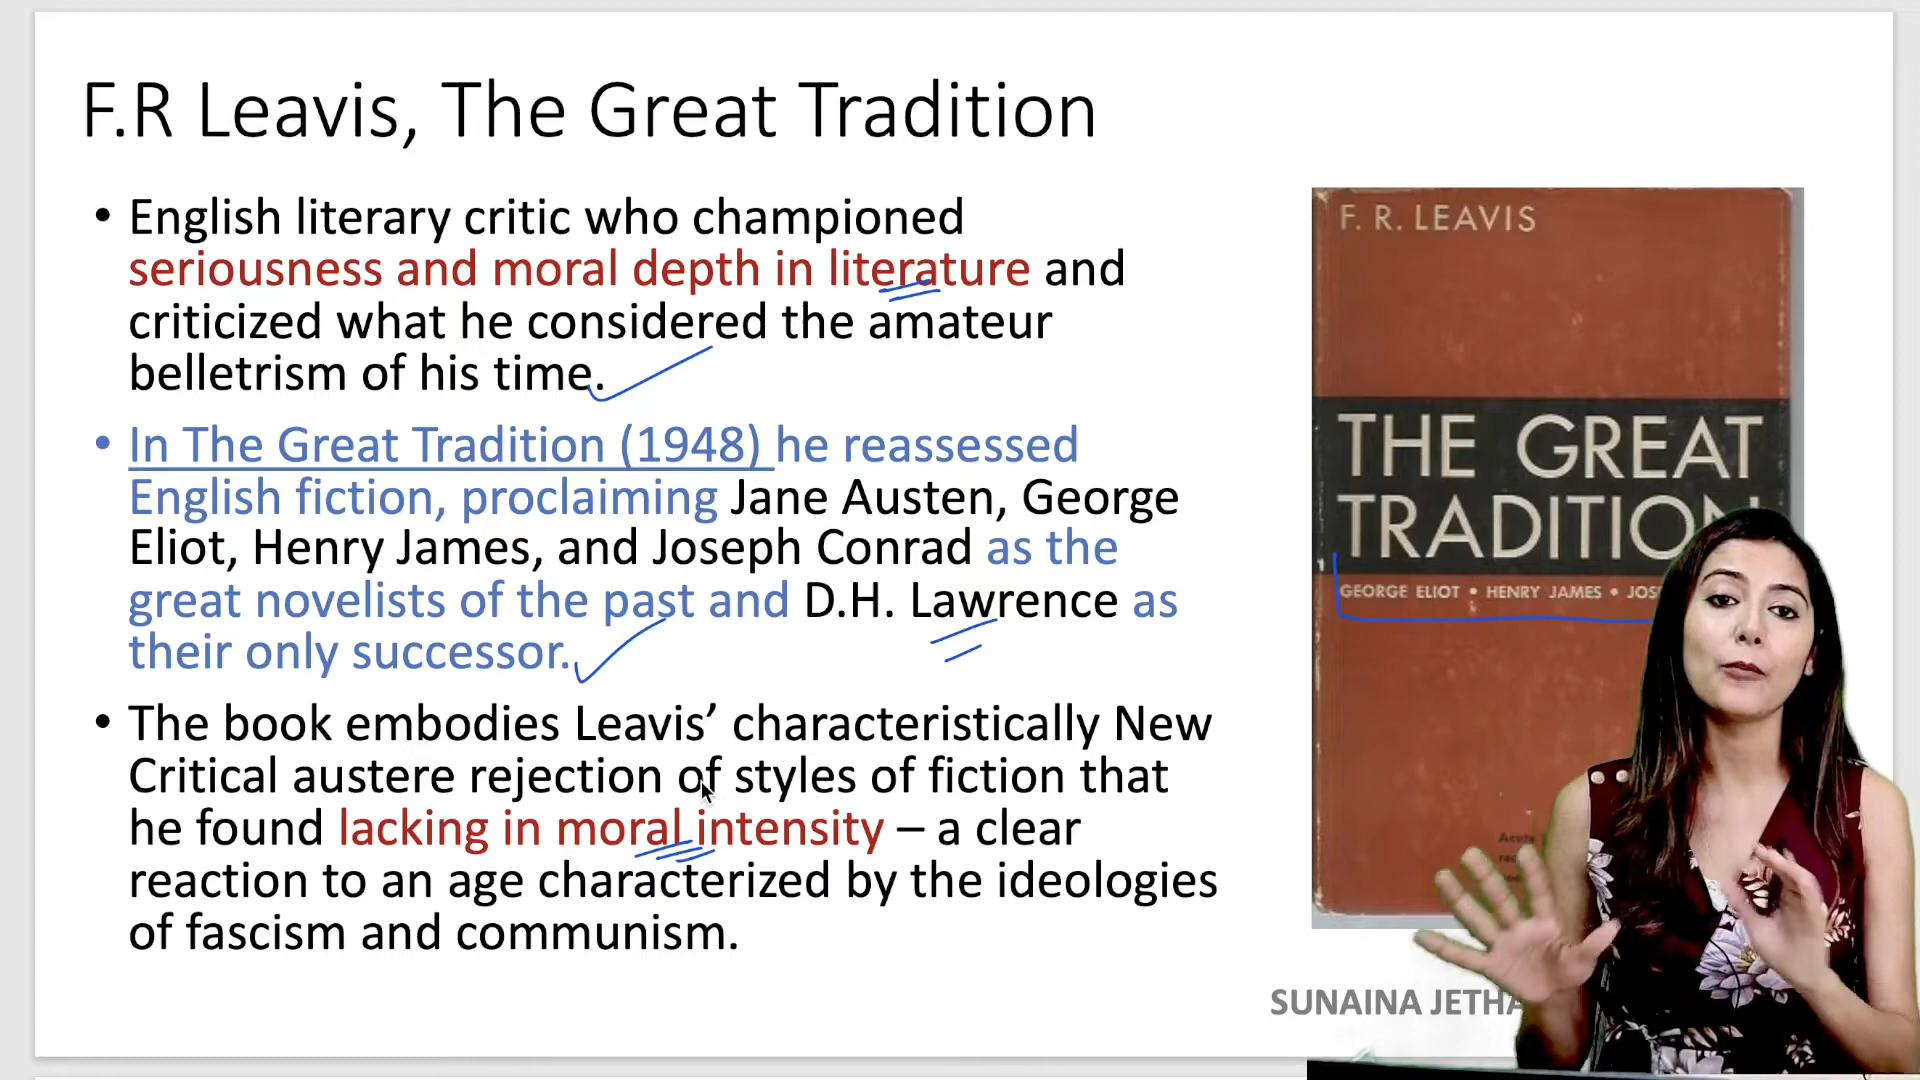 F.R Leavis, The Great Tradition
• English literary critic who championed
seriousness and moral depth in literature and
criticized what he considered the amateur
belletrism of his time.
• In The Great Tradition (1948) he reassessed
English fiction, proclaiming Jane Austen, George
Eliot, Henry James, and Joseph Conrad as the
great novelists of the past and D.H. Lawrence as
their only successor.
• The book embodies Leavis’ characteristically New
Critical austere rejection of styles of fiction that
he found lacking in moral intensity – a clear
reaction to an age characterized by the ideologies
of fascism and communism.
F. R. LEAVIS
THE GREAT
TRADITION
GEORGE ELIOT • HENRY JAMES •
Acute
SUNAINA